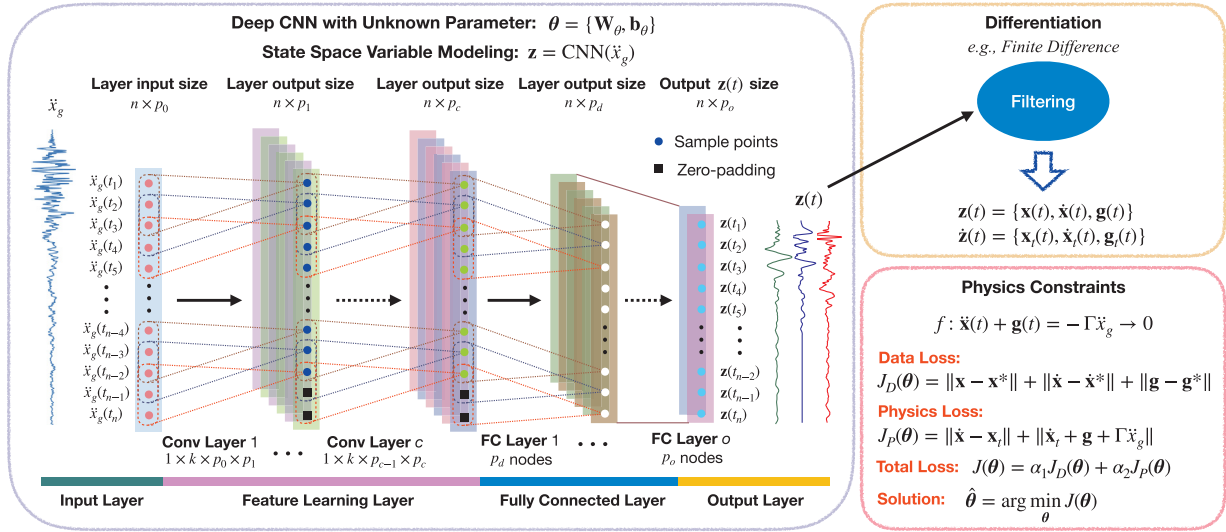 Deep CNN with Unknown Parameter: θ = {W_θ, b_θ}
State Space Variable Modeling: z = CNN(ẍ_g)
Layer input size
n × p_0
Layer output size
n × p_1
Layer output size
n × p_c
Layer output size
n × p_d
Output z(t) size
n × p_o
ẍ_g
Sample points
Zero-padding
ẍ_g(t_1)
ẍ_g(t_2)
ẍ_g(t_3)
ẍ_g(t_4)
ẍ_g(t_5)
ẍ_g(t_{n−4})
ẍ_g(t_{n−3})
ẍ_g(t_{n−2})
ẍ_g(t_{n−1})
ẍ_g(t_n)
z(t)
z(t_1)
z(t_2)
z(t_3)
z(t_4)
z(t_5)
z(t_{n−2})
z(t_{n−1})
z(t_n)
Conv Layer 1
1 × k × p_0 × p_1
Conv Layer c
1 × k × p_{c−1} × p_c
FC Layer 1
p_d nodes
FC Layer o
p_o nodes
Input Layer
Feature Learning Layer
Fully Connected Layer
Output Layer
Differentiation
e.g., Finite Difference
Filtering
z(t) = {x(t), ẋ(t), g(t)}
ż(t) = {x_t(t), ẋ_t(t), g_t(t)}
Physics Constraints
f : ẍ(t) + g(t) = − Γẍ_g → 0
Data Loss:
J_D(θ) = ∥x − x*∥ + ∥ẋ − ẋ*∥ + ∥g − g*∥
Physics Loss:
J_P(θ) = ∥ẋ − x_t∥ + ∥ẋ_t + g + Γẍ_g∥
Total Loss: J(θ) = α_1J_D(θ) + α_2J_P(θ)
Solution: θ̂ = arg min_θ J(θ)